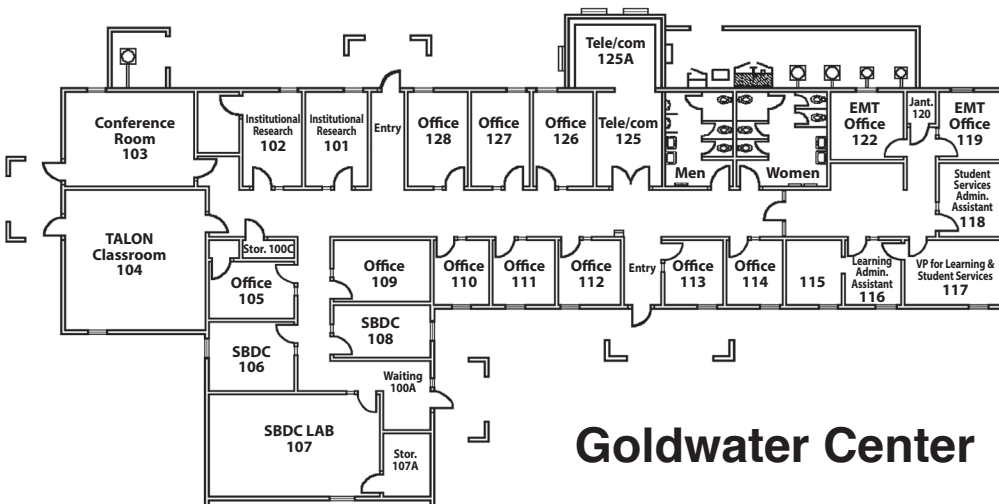 Tele/com
125A
Conference
Room
103
Institutional
Research
102
Institutional
Research
101
Entry
Office
128
Office
127
Office
126
Tele/com
125
Men
Women
EMT
Office
122
Jant.
120
EMT
Office
119
Student
Services
Admin.
Assistant
118
TALON
Classroom
104
Stor. 100C
Office
105
Office
109
Office
110
Office
111
Office
112
Entry
Office
113
Office
114
115
Learning
Admin.
Assistant
116
VP for Learning &
Student Services
117
SBDC
106
SBDC
108
Waiting
100A
SBDC LAB
107
Stor.
107A
Goldwater Center